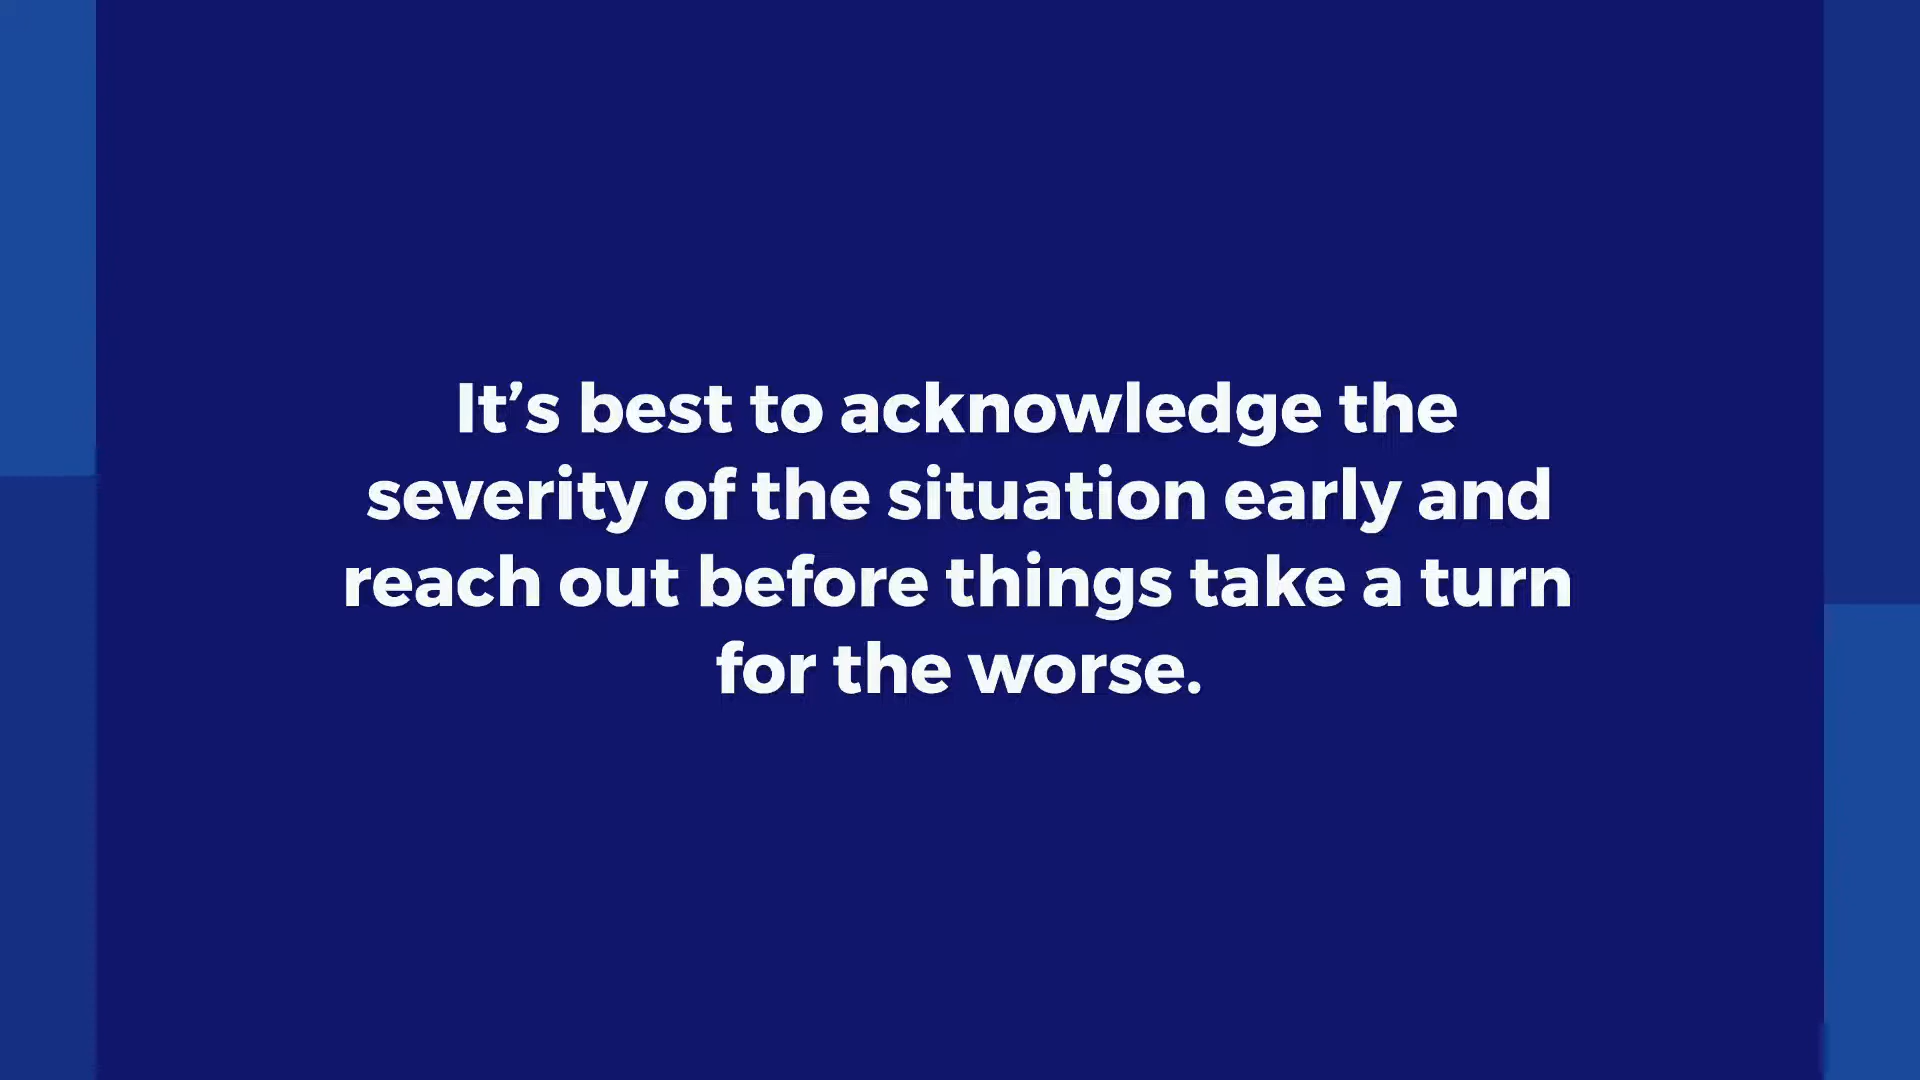 It’s best to acknowledge the
severity of the situation early and
reach out before things take a turn
for the worse.